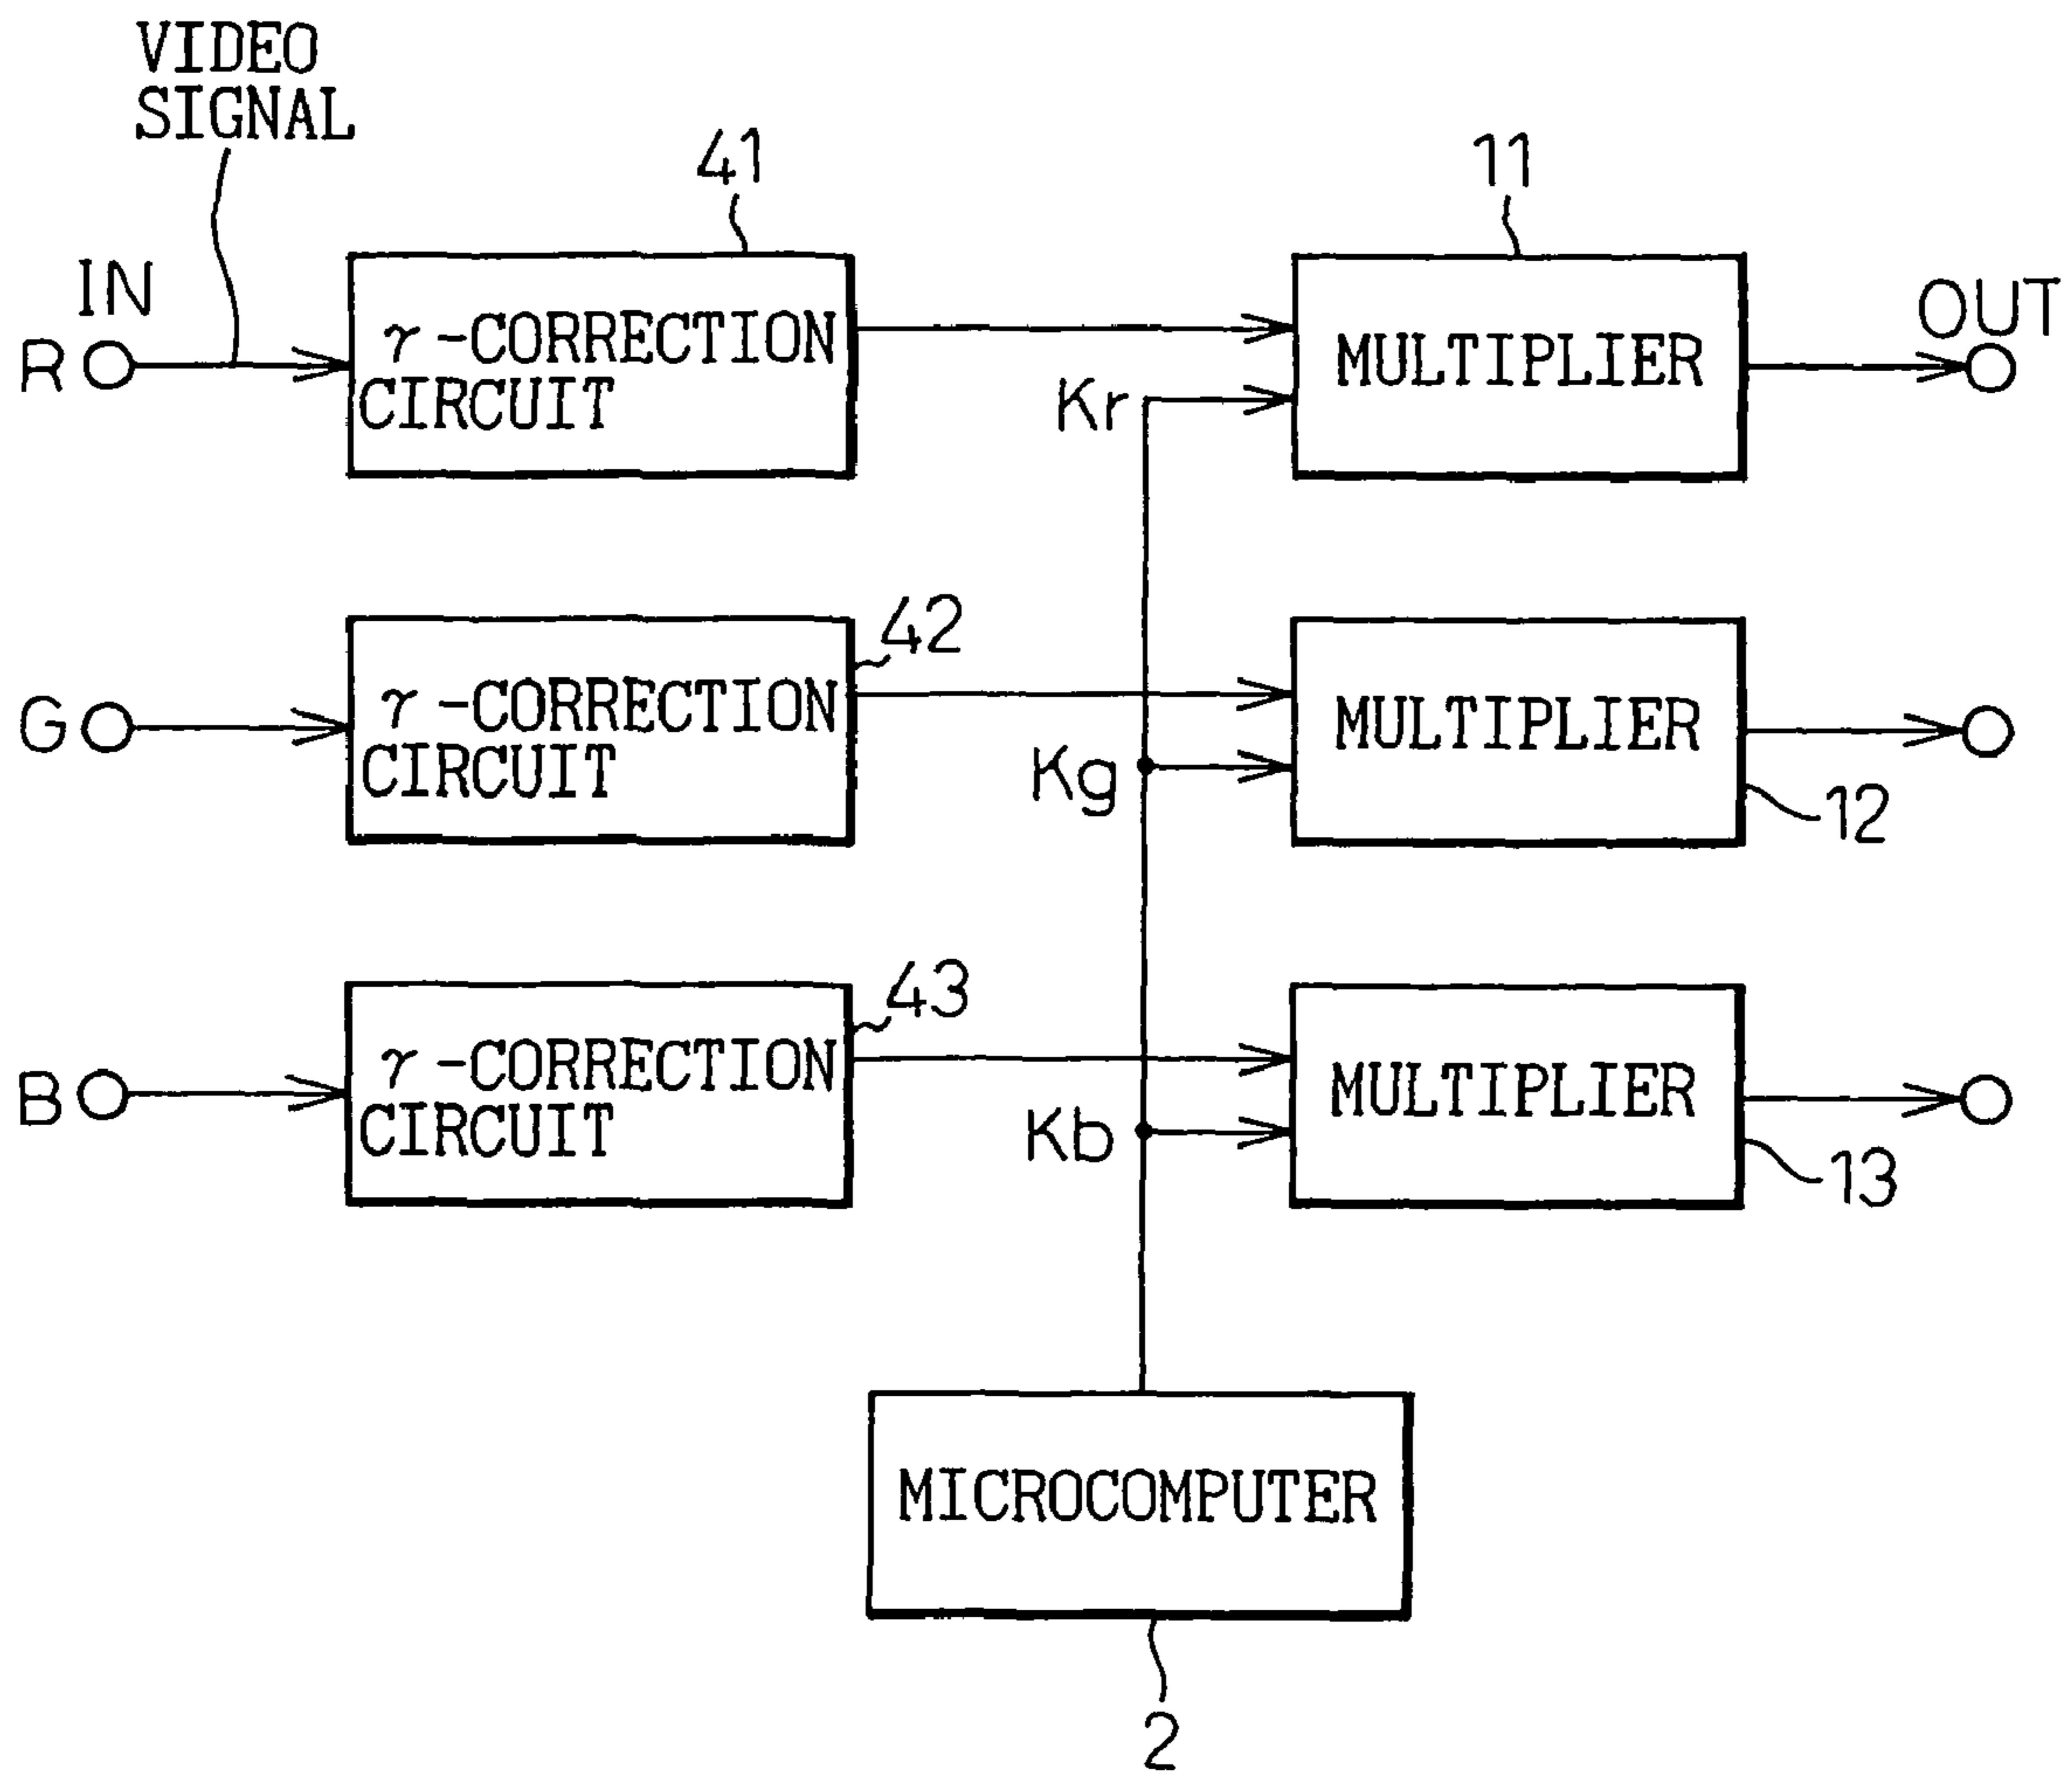 VIDEO
SIGNAL
41
11
IN
OUT
R
γ-CORRECTION
CIRCUIT
MULTIPLIER
Kr
42
G
γ-CORRECTION
CIRCUIT
MULTIPLIER
Kg
12
43
B
γ-CORRECTION
CIRCUIT
MULTIPLIER
Kb
13
MICROCOMPUTER
2